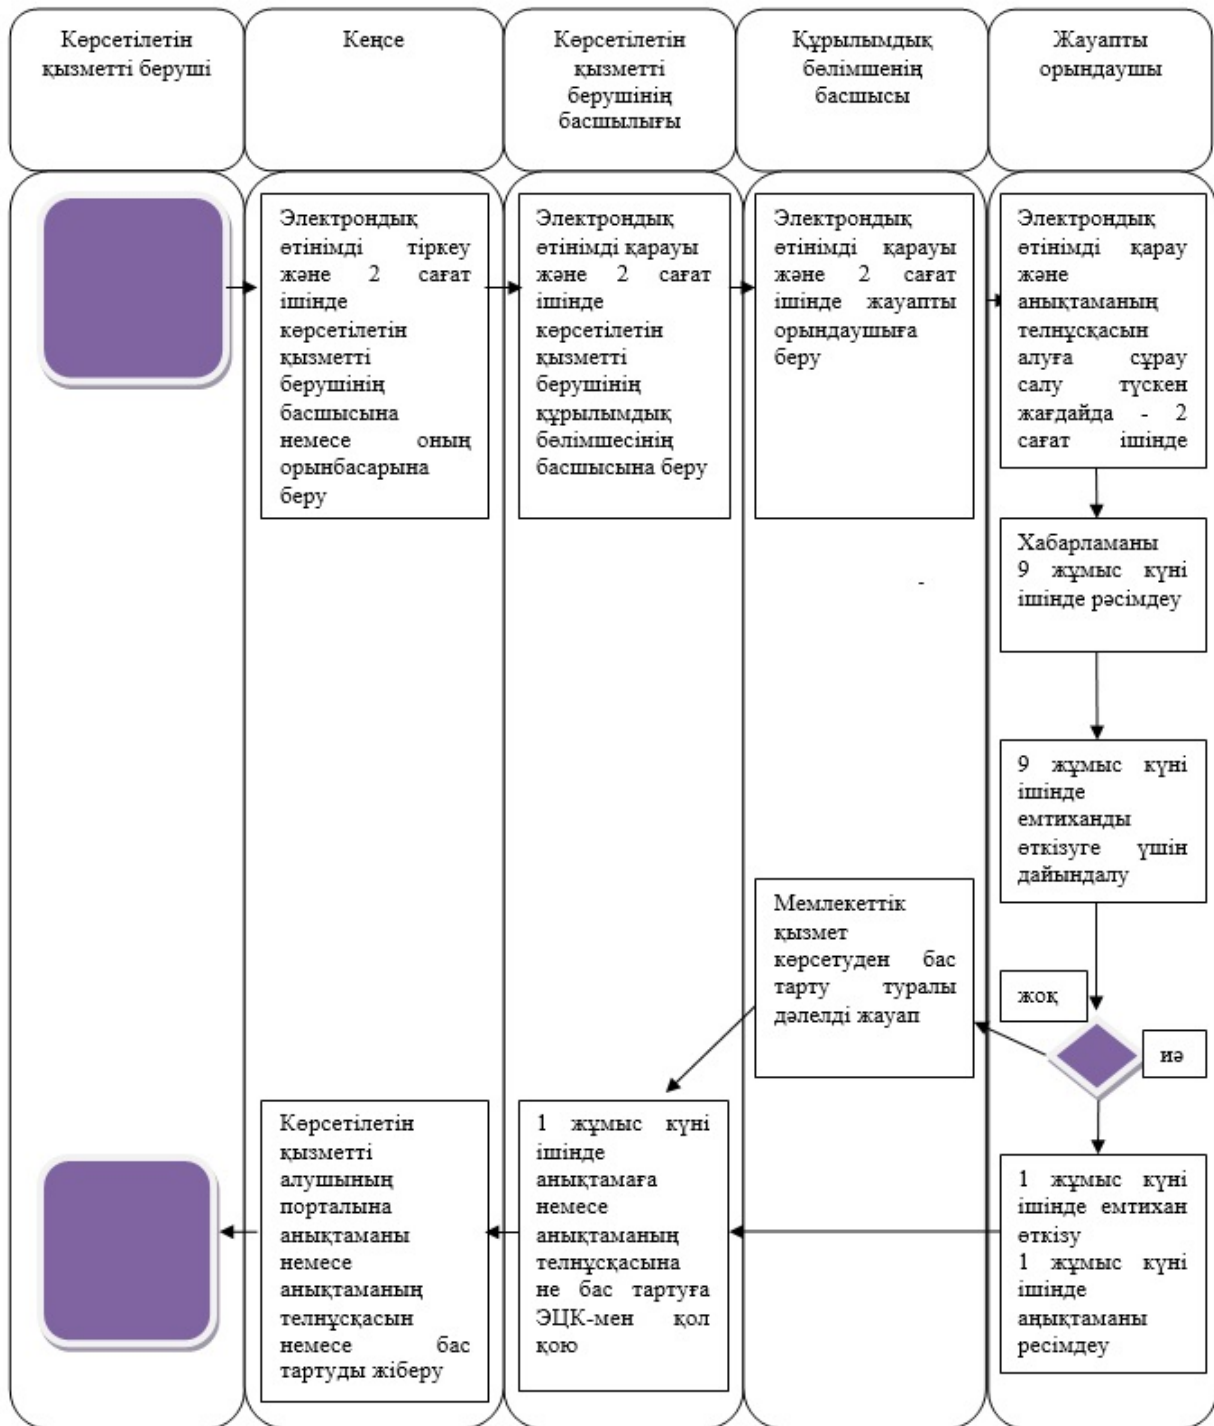 Көрсетілетін
қызметті беруші
Кеңсе
Көрсетілетін
қызметті
берушінің
басшылығы
Құрылымдық
бөлімшенің
басшысы
Жауапты
орындаушы
Электрондық
өтінімді тіркеу
және 2 сағат
ішінде
көрсетілетін
қызметті
берушінің
басшысына
немесе оның
орынбасарына
беру
Электрондық
өтінімді қарауы
және 2 сағат
ішінде
көрсетілетін
қызметті
берушінің
құрылымдық
бөлімшесінің
басшысына беру
Электрондық
өтінімді қарауы
және 2 сағат
ішінде жауапты
орындаушыға
беру
Электрондық
өтінімді қарау
және
анықтаманың
телнұсқасын
алуға сұрау
салу түскен
жағдайда - 2
сағат ішінде
Хабарламаны
9 жұмыс күні
ішінде рәсімдеу
-
9 жұмыс күні
ішінде
емтиханды
өткізуге үшін
дайындалу
Мемлекеттік
қызмет
көрсетуден бас
тарту туралы
дәлелді жауап
жоқ
иә
Көрсетілетін
қызметті
алушының
порталына
анықтаманы
немесе
анықтаманың
телнұсқасын
немесе бас
тартуды жіберу
1 жұмыс күні
ішінде
анықтамаға
немесе
анықтаманың
телнұсқасына
не бас тартуға
ЭЦК-мен қол
қою
1 жұмыс күні
ішінде емтихан
өткізу
1 жұмыс күні
ішінде
аңықтаманы
ресімдеу